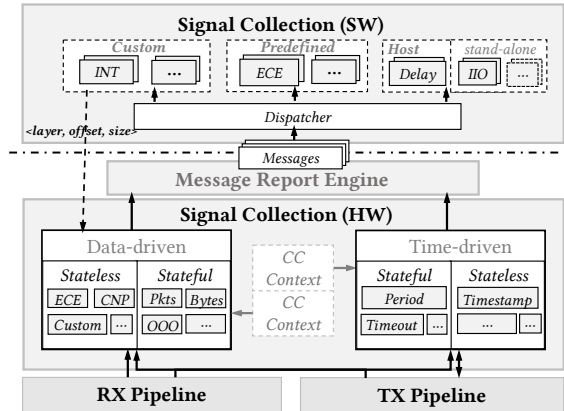 Signal Collection (SW)
Custom
Predefined
Host
stand-alone
INT
...
ECE
...
Delay
IIO
...
Dispatcher
<layer, offset, size>
Messages
Message Report Engine
Signal Collection (HW)
Data-driven
Time-driven
CC
Context
CC
Context
Stateless
Stateful
Stateful
Stateless
ECE
CNP
Pkts
Bytes
Period
Timestamp
Custom
...
OOO
...
Timeout
...
...
...
RX Pipeline
TX Pipeline